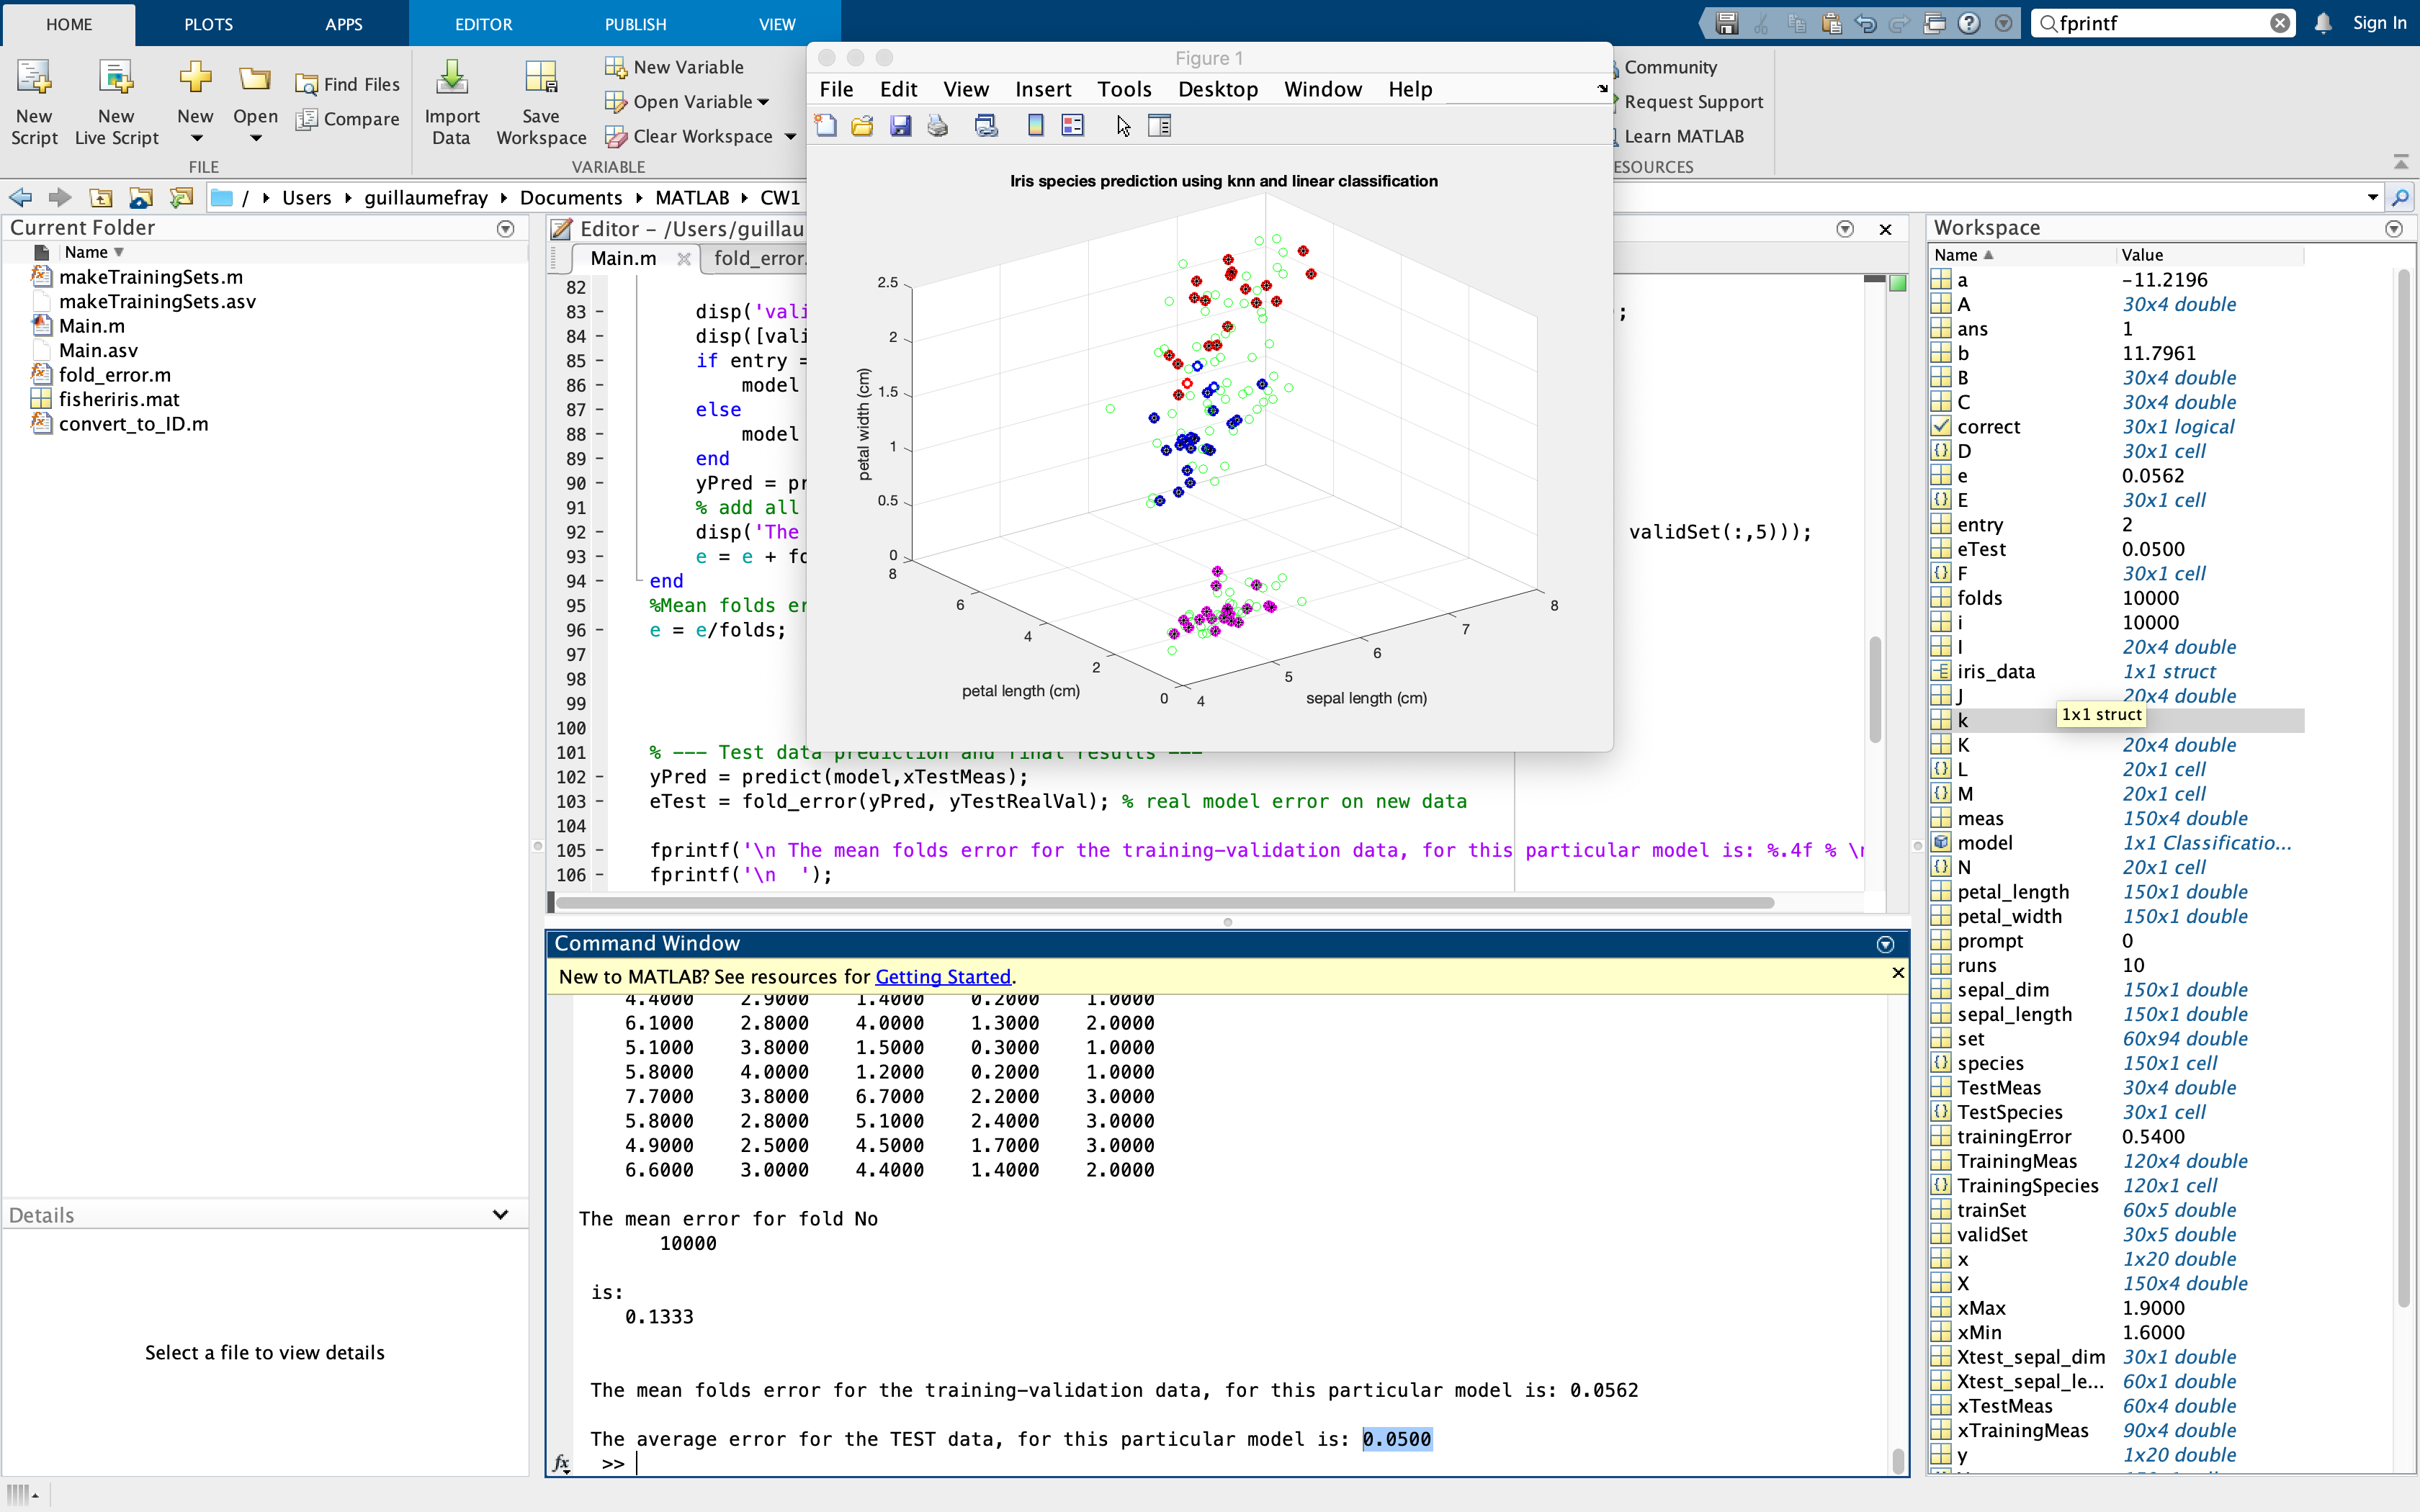 HOME PLOTS APPS EDITOR PUBLISH VIEW
fprintf
Sign In
New Script
New Live Script
New
Open
Find Files
Compare
FILE
Import Data
Save Workspace
New Variable
Open Variable
Clear Workspace
VARIABLE
Community
Request Support
Learn MATLAB
ESOURCES
/ Users guillaumefray Documents MATLAB CW1
Current Folder
Name
makeTrainingSets.m
makeTrainingSets.asv
Main.m
Main.asv
fold_error.m
fisheriris.mat
convert_to_ID.m
Details
Select a file to view details
Editor – /Users/guillau
Main.m fold_error.
82
83 disp('vali ;
84 disp([vali
85 if entry =
86 model
87 else
88 model
89 end
90 yPred = pr
91 % add all
92 disp('The validSet(:,5)));
93 e = e + fo
94 end
95 %Mean folds er
96 e = e/folds;
97
98
99
100
101 % --- Test data prediction and final results ---
102 yPred = predict(model,xTestMeas);
103 eTest = fold_error(yPred, yTestRealVal); % real model error on new data
104
105 fprintf('\n The mean folds error for the training-validation data, for this particular model is: %.4f % \n
106 fprintf('\n  ');
Figure 1
File Edit View Insert Tools Desktop Window Help
Iris species prediction using knn and linear classification
petal width (cm)
2.5
2
1.5
1
0.5
0
8
6
4
2
0
petal length (cm)
4
5
6
7
8
sepal length (cm)
Command Window
New to MATLAB? See resources for Getting Started.
4.4000 2.9000 1.4000 0.2000 1.0000
6.1000 2.8000 4.0000 1.3000 2.0000
5.1000 3.8000 1.5000 0.3000 1.0000
5.8000 4.0000 1.2000 0.2000 1.0000
7.7000 3.8000 6.7000 2.2000 3.0000
5.8000 2.8000 5.1000 2.4000 3.0000
4.9000 2.5000 4.5000 1.7000 3.0000
6.6000 3.0000 4.4000 1.4000 2.0000
The mean error for fold No
10000
is:
0.1333
The mean folds error for the training-validation data, for this particular model is: 0.0562
The average error for the TEST data, for this particular model is: 0.0500
fx >>
Workspace
Name Value
a -11.2196
A 30x4 double
ans 1
b 11.7961
B 30x4 double
C 30x4 double
correct 30x1 logical
D 30x1 cell
e 0.0562
E 30x1 cell
entry 2
eTest 0.0500
F 30x1 cell
folds 10000
i 10000
I 20x4 double
iris_data 1x1 struct
J 20x4 double
1x1 struct
k
K 20x4 double
L 20x1 cell
M 20x1 cell
meas 150x4 double
model 1x1 Classificatio...
N 20x1 cell
petal_length 150x1 double
petal_width 150x1 double
prompt 0
runs 10
sepal_dim 150x1 double
sepal_length 150x1 double
set 60x94 double
species 150x1 cell
TestMeas 30x4 double
TestSpecies 30x1 cell
trainingError 0.5400
TrainingMeas 120x4 double
TrainingSpecies 120x1 cell
trainSet 60x5 double
validSet 30x5 double
x 1x20 double
X 150x4 double
xMax 1.9000
xMin 1.6000
Xtest_sepal_dim 30x1 double
Xtest_sepal_le... 60x1 double
xTestMeas 60x4 double
xTrainingMeas 90x4 double
y 1x20 double